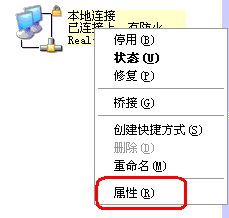 本地连接
已连接上，有防火
Real
停用(B)
状态(U)
修复(P)
桥接(G)
创建快捷方式(S)
删除(D)
重命名(M)
属性(R)